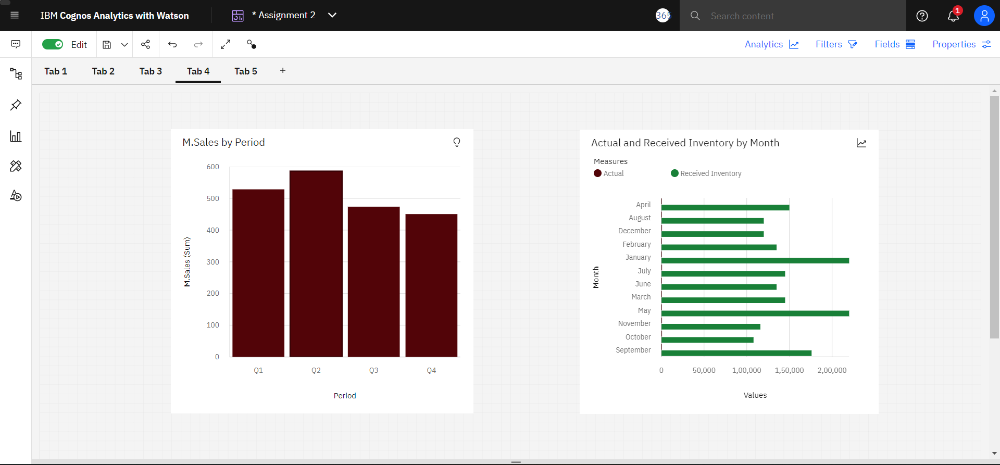 IBM Cognos Analytics with Watson
* Assignment 2
365
Search content
1
Edit
Analytics
Filters
Fields
Properties
Tab 1
Tab 2
Tab 3
Tab 4
Tab 5
+
M.Sales by Period
600
500
400
300
200
100
0
M.Sales (Sum)
Q1
Q2
Q3
Q4
Period
Actual and Received Inventory by Month
Measures
Actual
Received Inventory
April
August
December
February
January
July
June
March
May
November
October
September
Month
0
50,000
1,00,000
1,50,000
2,00,000
Values